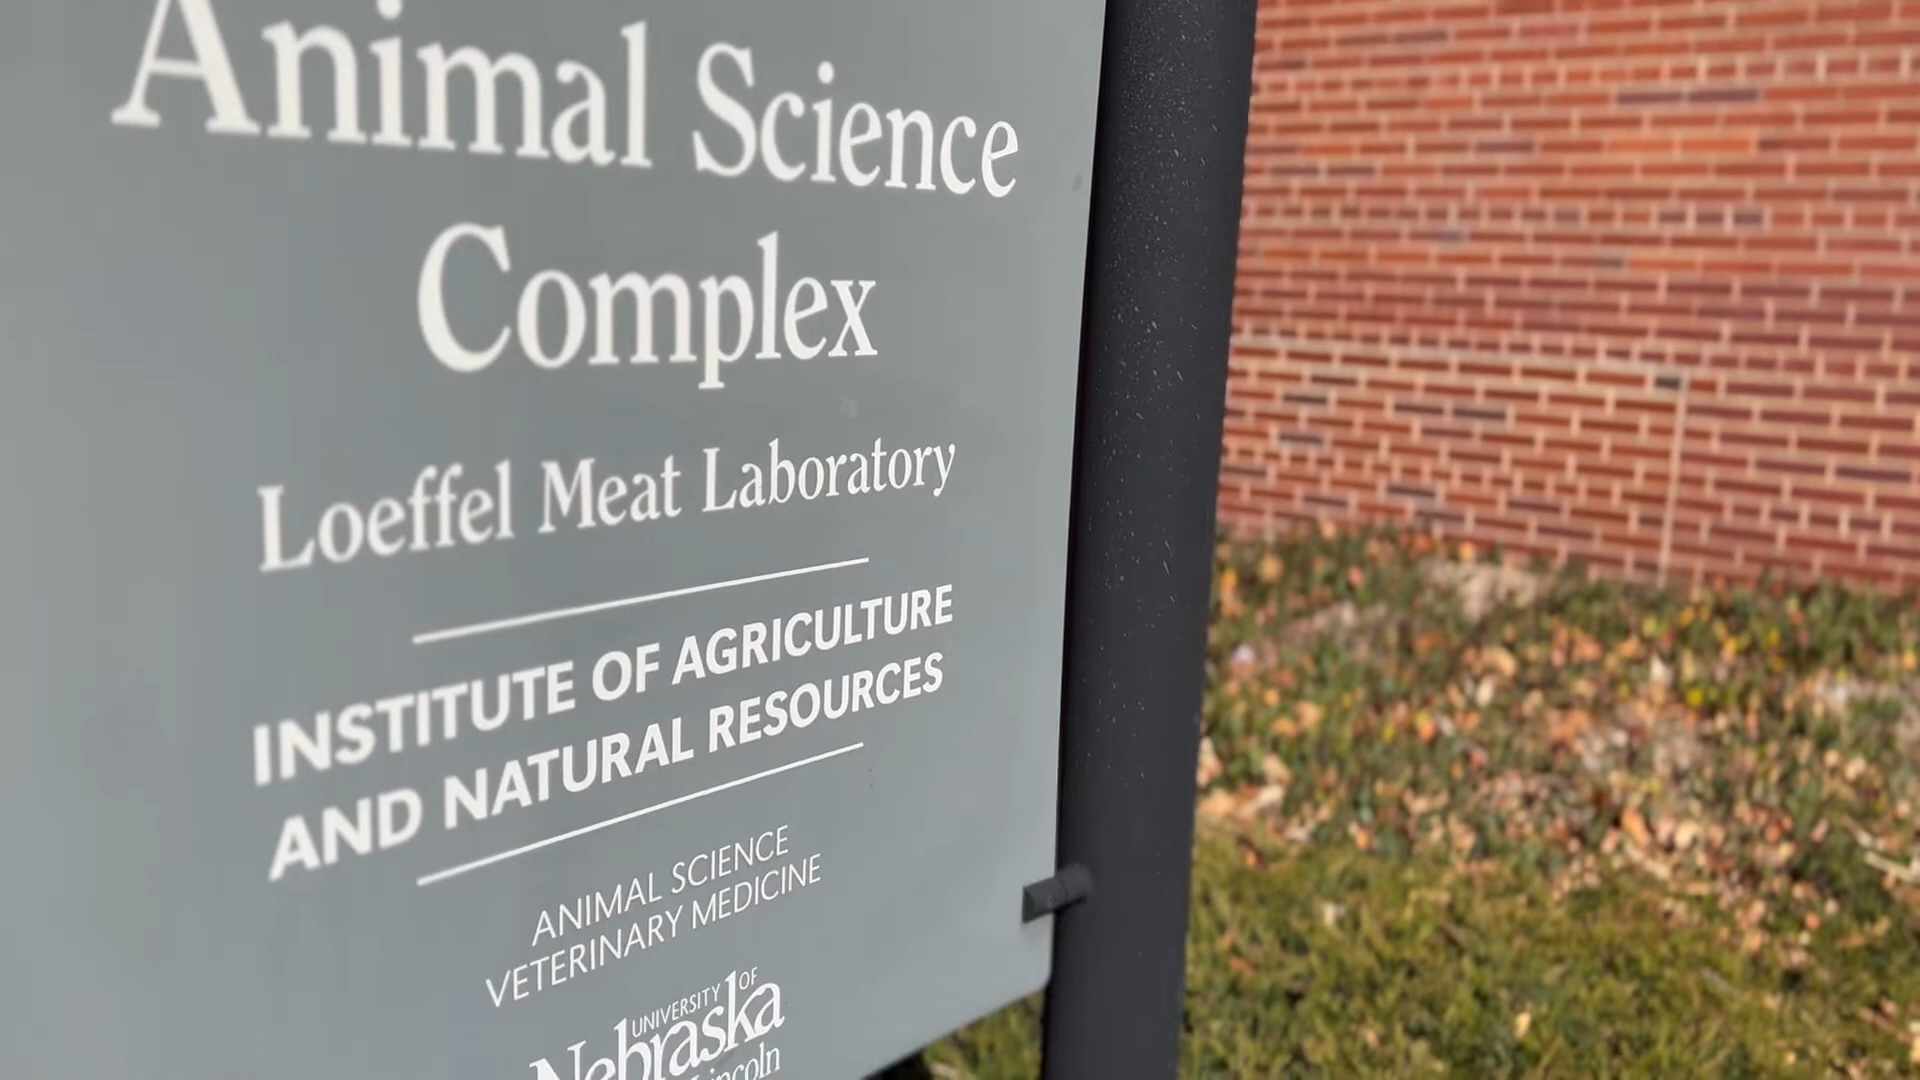 Animal Science
Complex
Loeffel Meat Laboratory
INSTITUTE OF AGRICULTURE
AND NATURAL RESOURCES
ANIMAL SCIENCE
VETERINARY MEDICINE
UNIVERSITY OF
Nebraska
Lincoln